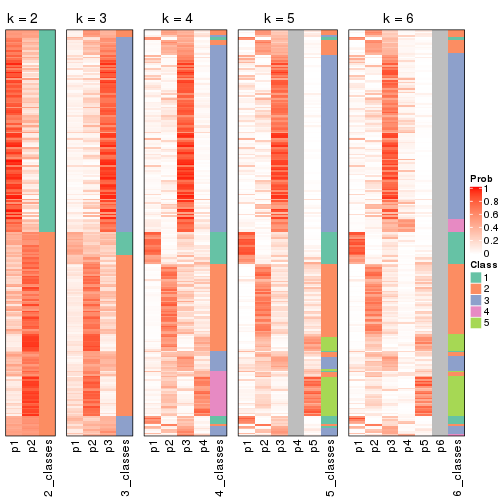 k = 2
k = 3
k = 4
k = 5
k = 6
Prob
1
0.8
0.6
0.4
0.2
0
Class
1
2
3
4
5
p1
p2
2_classes
p1
p2
p3
3_classes
p1
p2
p3
p4
4_classes
p1
p2
p3
p4
p5
5_classes
p1
p2
p3
p4
p5
p6
6_classes